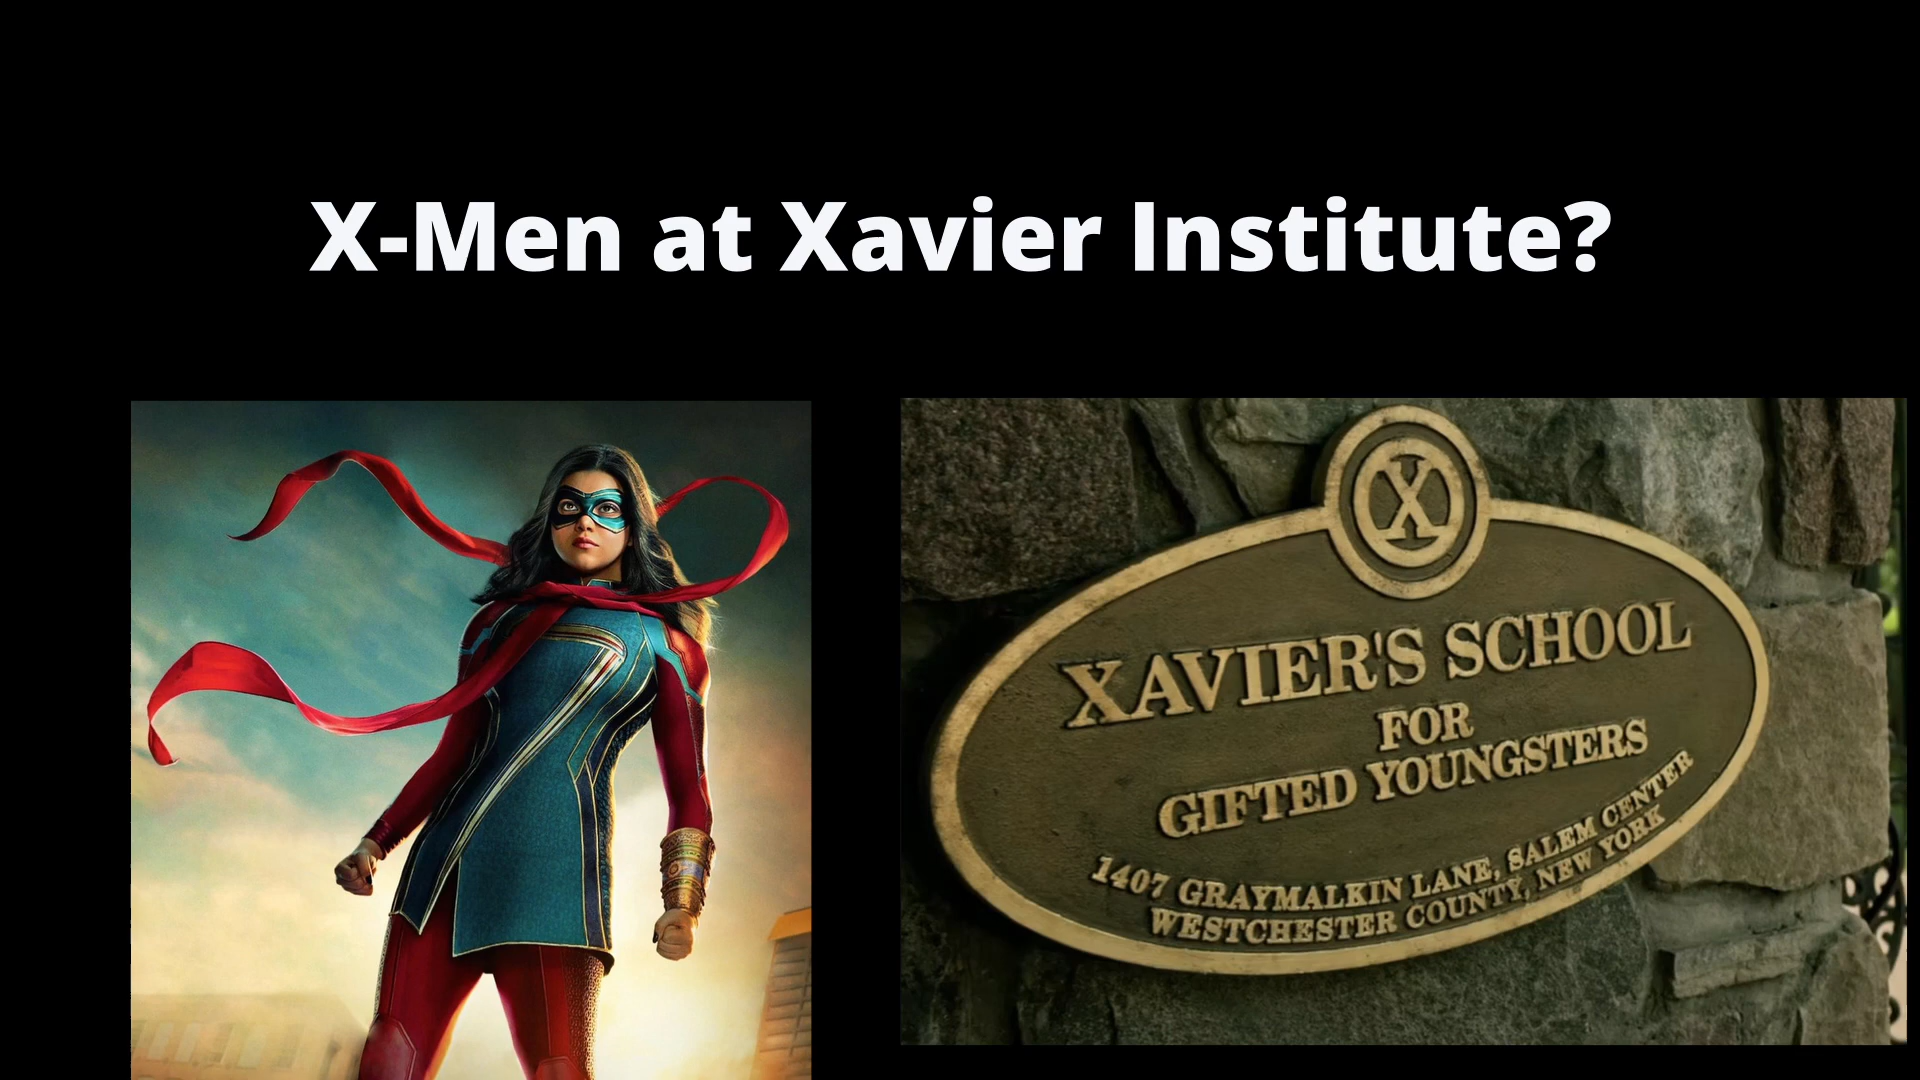 X-Men at Xavier Institute?
X
XAVIER'S SCHOOL
FOR
GIFTED YOUNGSTERS
1407 GRAYMALKIN LANE, SALEM CENTER
WESTCHESTER COUNTY, NEW YORK